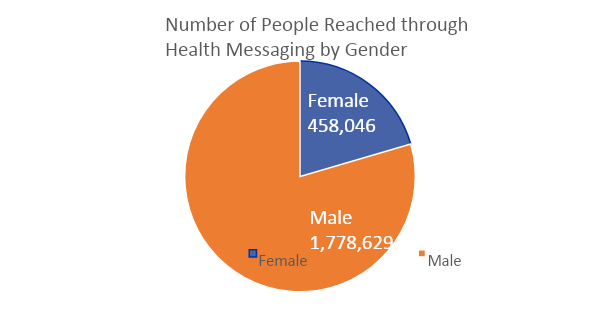 Number of People Reached through
Health Messaging by Gender
Female
458,046
Male
1,778,629
Female
Male